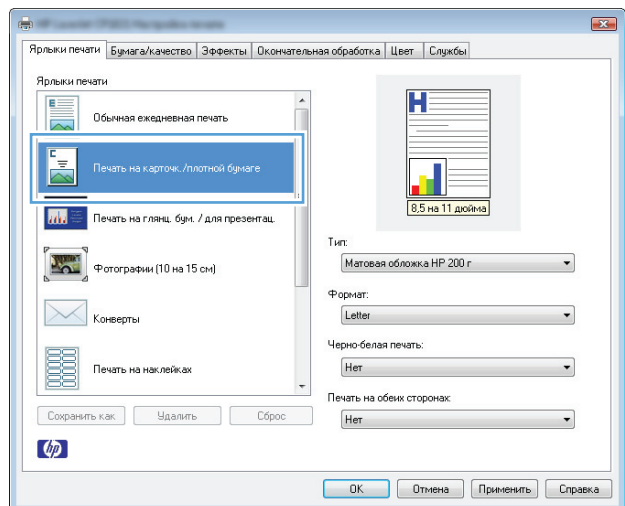 Ярлыки печати Бумага/качество Эффекты Окончательная обработка Цвет Службы
Ярлыки печати
Обычная ежедневная печать
Печать на карточк./плотной бумаге
Печать на глянц. бум. / для презентац.
Фотографии (10 на 15 см)
Конверты
Печать на наклейках
Сохранить как Удалить Сброс
8,5 на 11 дюйма
Тип:
Матовая обложка HP 200 г
Формат:
Letter
Черно-белая печать:
Нет
Печать на обеих сторонах:
Нет
hp
OK Отмена Применить Справка